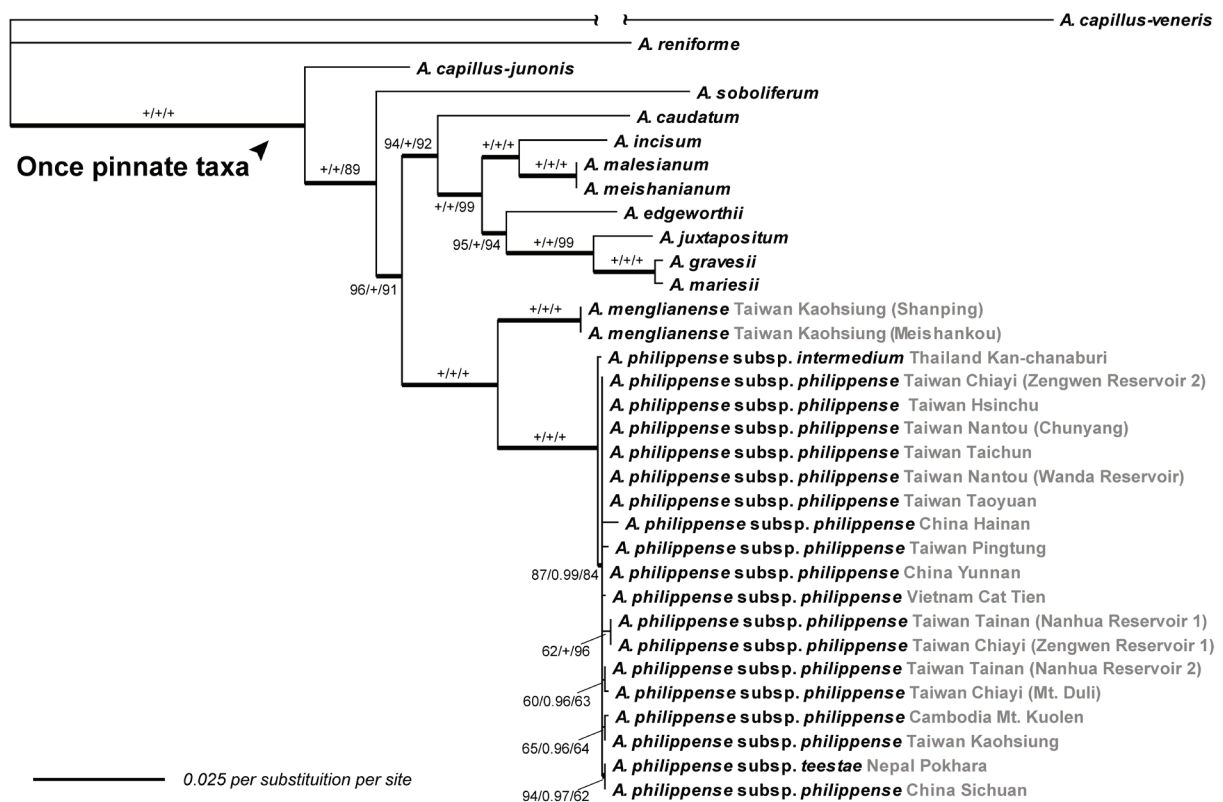 A. capillus-veneris
A. reniforme
A. capillus-junonis
A. soboliferum
+/+/+
A. caudatum
Once pinnate taxa
94/+/92
+/+/+
A. incisum
+/+/89
+/+/+
A. malesianum
A. meishanianum
+/+/99
A. edgeworthii
95/+/94
+/+/99
A. juxtapositum
+/+/+
A. gravesii
A. mariesii
96/+/91
+/+/+
A. menglianense Taiwan Kaohsiung (Shanping)
A. menglianense Taiwan Kaohsiung (Meishankou)
A. philippense subsp. intermedium Thailand Kan-chanaburi
+/+/+
A. philippense subsp. philippense Taiwan Chiayi (Zengwen Reservoir 2)
A. philippense subsp. philippense Taiwan Hsinchu
A. philippense subsp. philippense Taiwan Nantou (Chunyang)
+/+/+
A. philippense subsp. philippense Taiwan Taichun
A. philippense subsp. philippense Taiwan Nantou (Wanda Reservoir)
A. philippense subsp. philippense Taiwan Taoyuan
A. philippense subsp. philippense China Hainan
A. philippense subsp. philippense Taiwan Pingtung
87/0.99/84
A. philippense subsp. philippense China Yunnan
A. philippense subsp. philippense Vietnam Cat Tien
A. philippense subsp. philippense Taiwan Tainan (Nanhua Reservoir 1)
62/+/96
A. philippense subsp. philippense Taiwan Chiayi (Zengwen Reservoir 1)
A. philippense subsp. philippense Taiwan Tainan (Nanhua Reservoir 2)
60/0.96/63
A. philippense subsp. philippense Taiwan Chiayi (Mt. Duli)
A. philippense subsp. philippense Cambodia Mt. Kuolen
65/0.96/64
A. philippense subsp. philippense Taiwan Kaohsiung
A. philippense subsp. teestae Nepal Pokhara
94/0.97/62
A. philippense subsp. philippense China Sichuan
0.025 per substituition per site